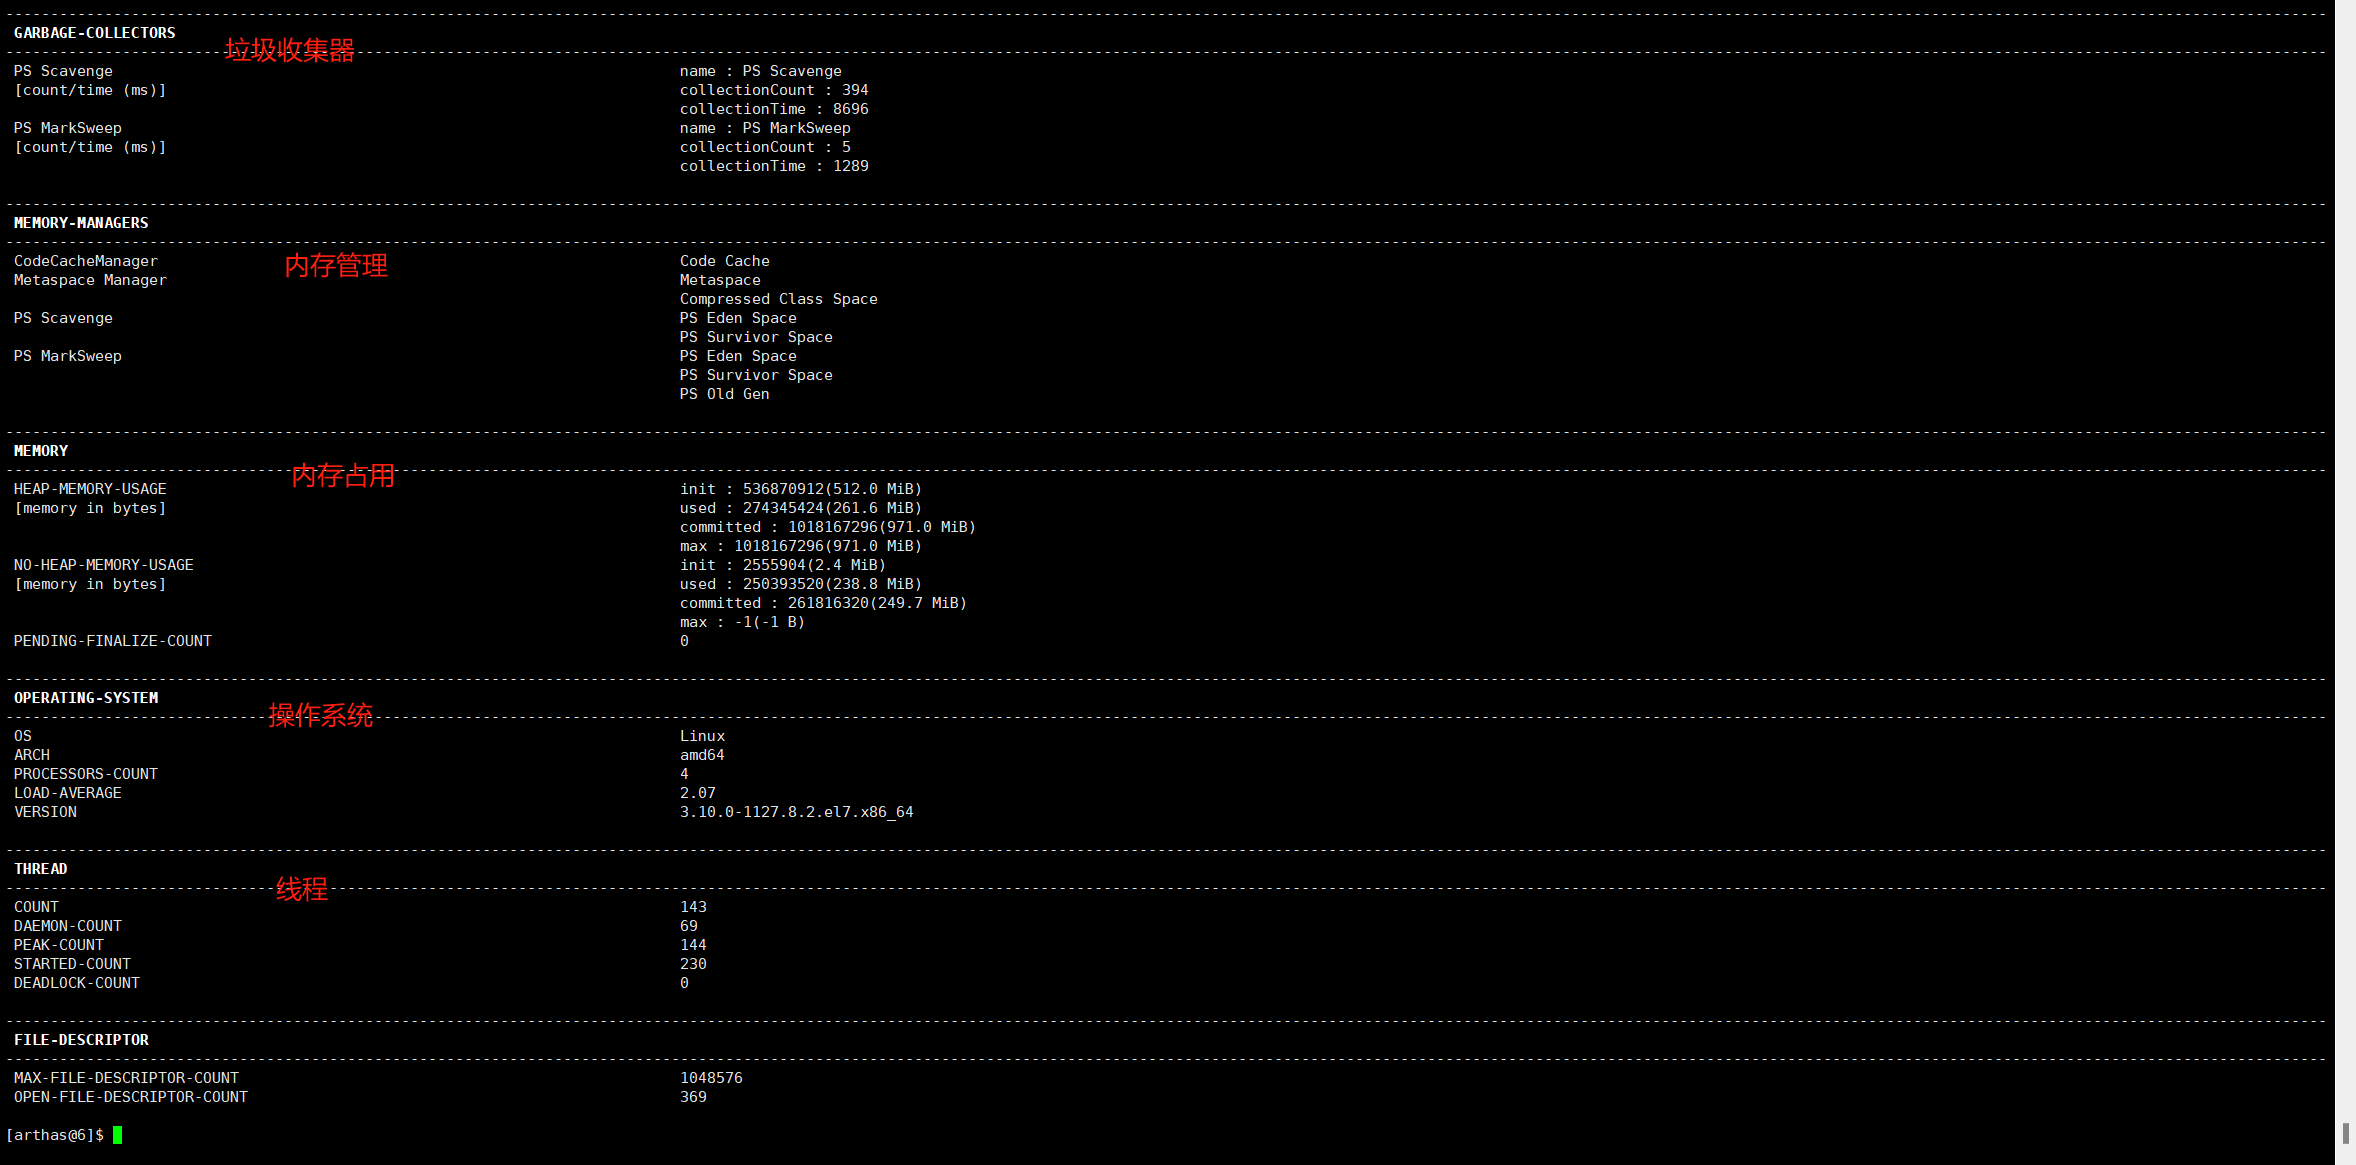 GARBAGE-COLLECTORS
垃圾收集器
PS Scavenge name : PS Scavenge
[count/time (ms)] collectionCount : 394
collectionTime : 8696
PS MarkSweep name : PS MarkSweep
[count/time (ms)] collectionCount : 5
collectionTime : 1289
MEMORY-MANAGERS
内存管理
CodeCacheManager Code Cache
Metaspace Manager Metaspace
Compressed Class Space
PS Scavenge PS Eden Space
PS Survivor Space
PS MarkSweep PS Eden Space
PS Survivor Space
PS Old Gen
MEMORY
内存占用
HEAP-MEMORY-USAGE init : 536870912(512.0 MiB)
[memory in bytes] used : 274345424(261.6 MiB)
committed : 1018167296(971.0 MiB)
max : 1018167296(971.0 MiB)
NO-HEAP-MEMORY-USAGE init : 2555904(2.4 MiB)
[memory in bytes] used : 250393520(238.8 MiB)
committed : 261816320(249.7 MiB)
max : -1(-1 B)
PENDING-FINALIZE-COUNT 0
OPERATING-SYSTEM
操作系统
OS Linux
ARCH amd64
PROCESSORS-COUNT 4
LOAD-AVERAGE 2.07
VERSION 3.10.0-1127.8.2.el7.x86_64
THREAD
线程
COUNT 143
DAEMON-COUNT 69
PEAK-COUNT 144
STARTED-COUNT 230
DEADLOCK-COUNT 0
FILE-DESCRIPTOR
MAX-FILE-DESCRIPTOR-COUNT 1048576
OPEN-FILE-DESCRIPTOR-COUNT 369
[arthas@6]$